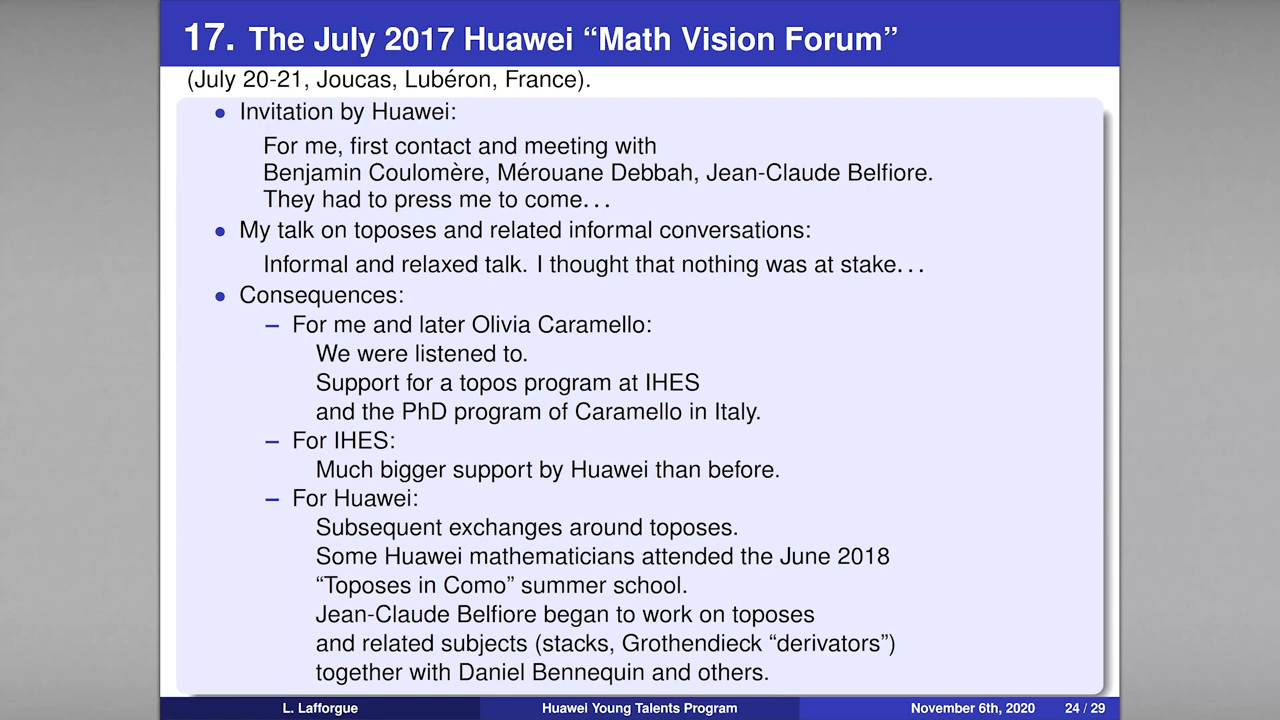 17. The July 2017 Huawei “Math Vision Forum”
(July 20-21, Joucas, Lubéron, France).
• Invitation by Huawei:
For me, first contact and meeting with
Benjamin Coulomère, Mérouane Debbah, Jean-Claude Belfiore.
They had to press me to come...
• My talk on toposes and related informal conversations:
Informal and relaxed talk. I thought that nothing was at stake...
• Consequences:
– For me and later Olivia Caramello:
We were listened to.
Support for a topos program at IHES
and the PhD program of Caramello in Italy.
– For IHES:
Much bigger support by Huawei than before.
– For Huawei:
Subsequent exchanges around toposes.
Some Huawei mathematicians attended the June 2018
“Toposes in Como” summer school.
Jean-Claude Belfiore began to work on toposes
and related subjects (stacks, Grothendieck “derivators”)
together with Daniel Bennequin and others.
L. Lafforgue Huawei Young Talents Program November 6th, 2020 24 / 29